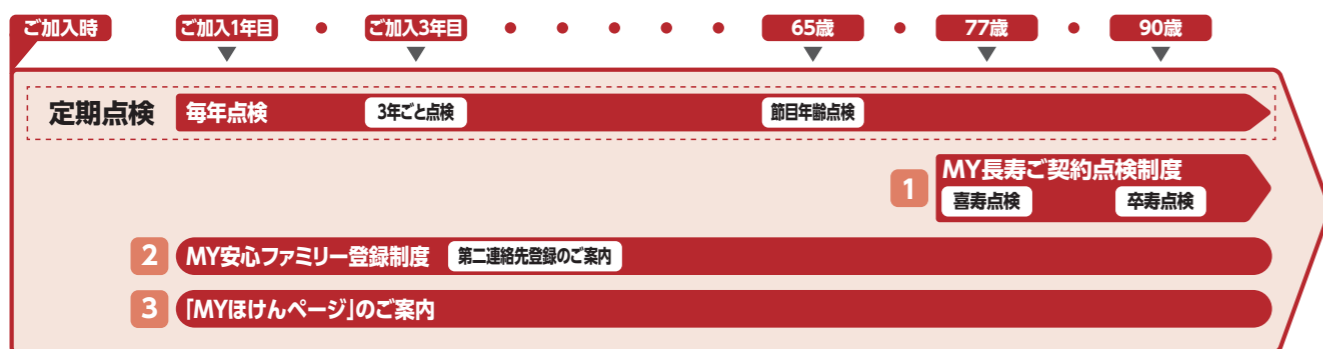 ご加入時 ご加入1年目 ご加入3年目 65歳 77歳 90歳
定期点検 毎年点検 3年ごと点検 節目年齢点検
1 MY長寿ご契約点検制度
喜寿点検 卒寿点検
2 MY安心ファミリー登録制度 第二連絡先登録のご案内
3 「MYほけんページ」のご案内